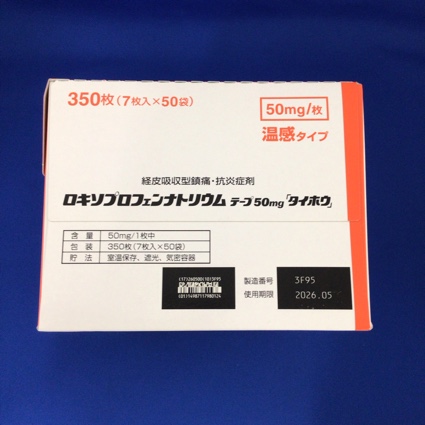 350枚(7枚入×50袋)
50mg/枚
温感タイプ
経皮吸収型鎮痛・抗炎症剤
ロキソプロフェンナトリウム テープ50mg「タイホウ」
含 量 50mg/1枚中
包 装 350枚(7枚入×50袋)
貯 法 室温保存、遮光、気密容器
製造番号 3F95
使用期限 2026.05